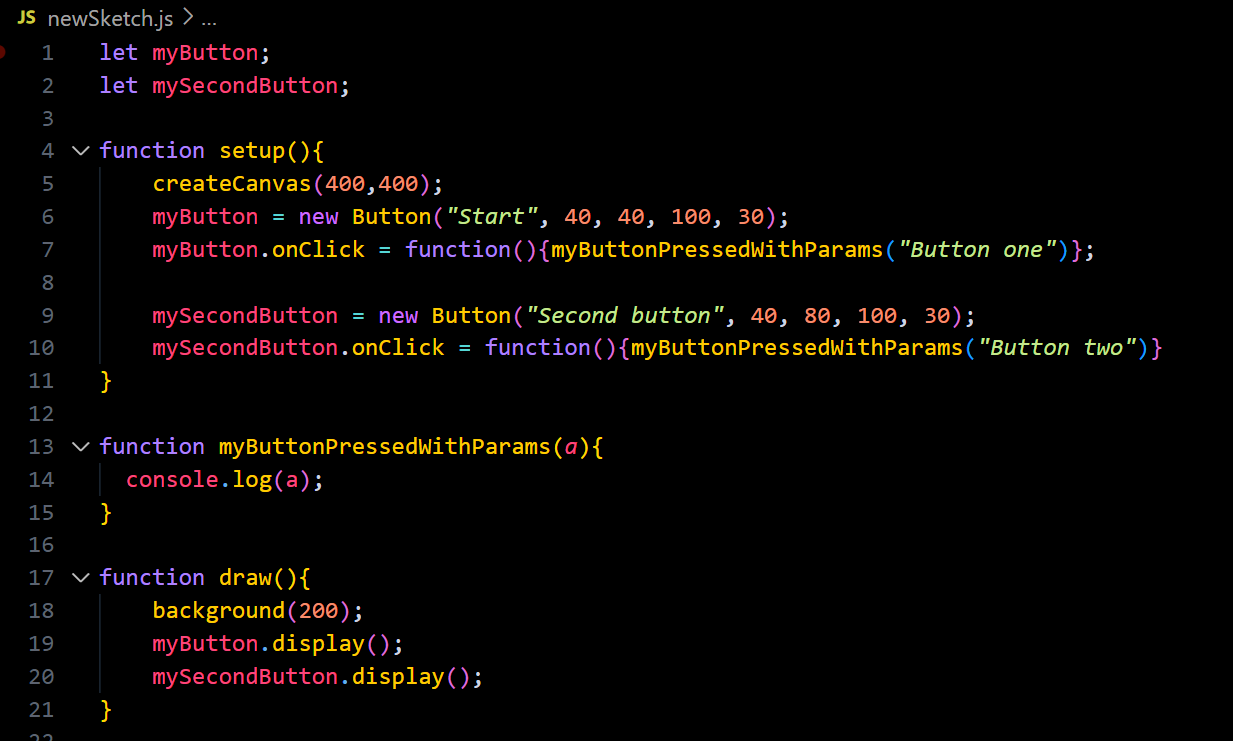 JS newSketch.js > ...
1 let myButton;
2 let mySecondButton;
3
4 function setup(){
5 createCanvas(400,400);
6 myButton = new Button("Start", 40, 40, 100, 30);
7 myButton.onClick = function(){myButtonPressedWithParams("Button one")};
8
9 mySecondButton = new Button("Second button", 40, 80, 100, 30);
10 mySecondButton.onClick = function(){myButtonPressedWithParams("Button two")}
11 }
12
13 function myButtonPressedWithParams(a){
14 console.log(a);
15 }
16
17 function draw(){
18 background(200);
19 myButton.display();
20 mySecondButton.display();
21 }
22